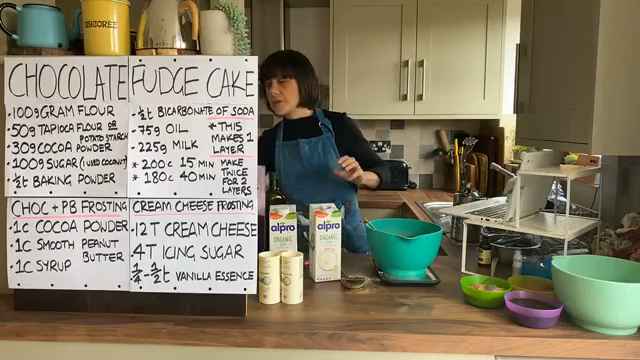 BICOREE
CHOCOLATE FUDGE CAKE
·100g GRAM FLOUR
·50g TAPIOCA FLOUR OR POTATO STARCH
·30g COCOA POWDER
·100g SUGAR (I USED COCONUT)
·½t BAKING POWDER
·½t BICARBONATE OF SODA
·75g OIL
·225g MILK
*200c 15 MIN
*180c 40 MIN
*THIS MAKES 1 LAYER
MAKE TWICE FOR 2 LAYERS
CHOC + PB FROSTING
·1c COCOA POWDER
·1c SMOOTH PEANUT BUTTER
·1c SYRUP
CREAM CHEESE FROSTING
·12T CREAM CHEESE
·4T ICING SUGAR
·¼-½t VANILLA ESSENCE
alpro
ORGANIC
alpro
ORGANIC